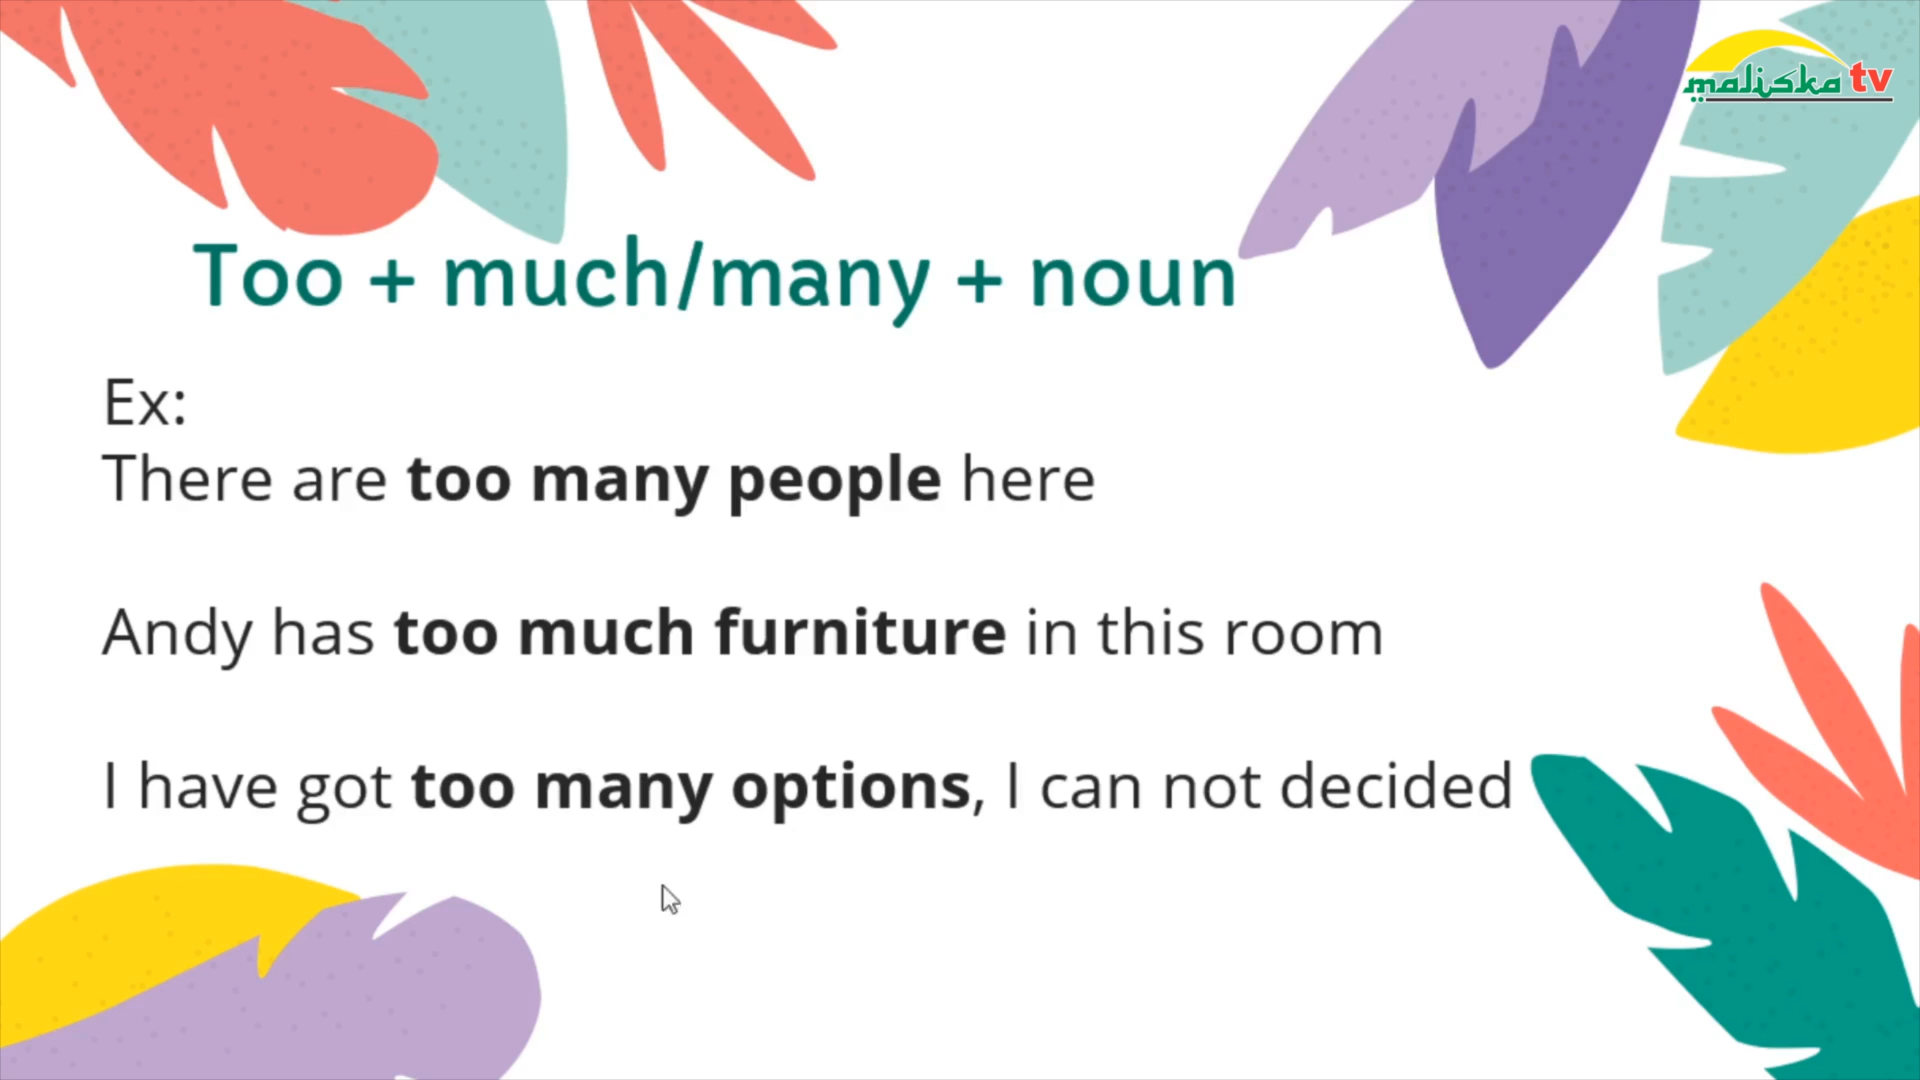 maliska tv
Too + much/many + noun
Ex:
There are too many people here
Andy has too much furniture in this room
I have got too many options, I can not decided